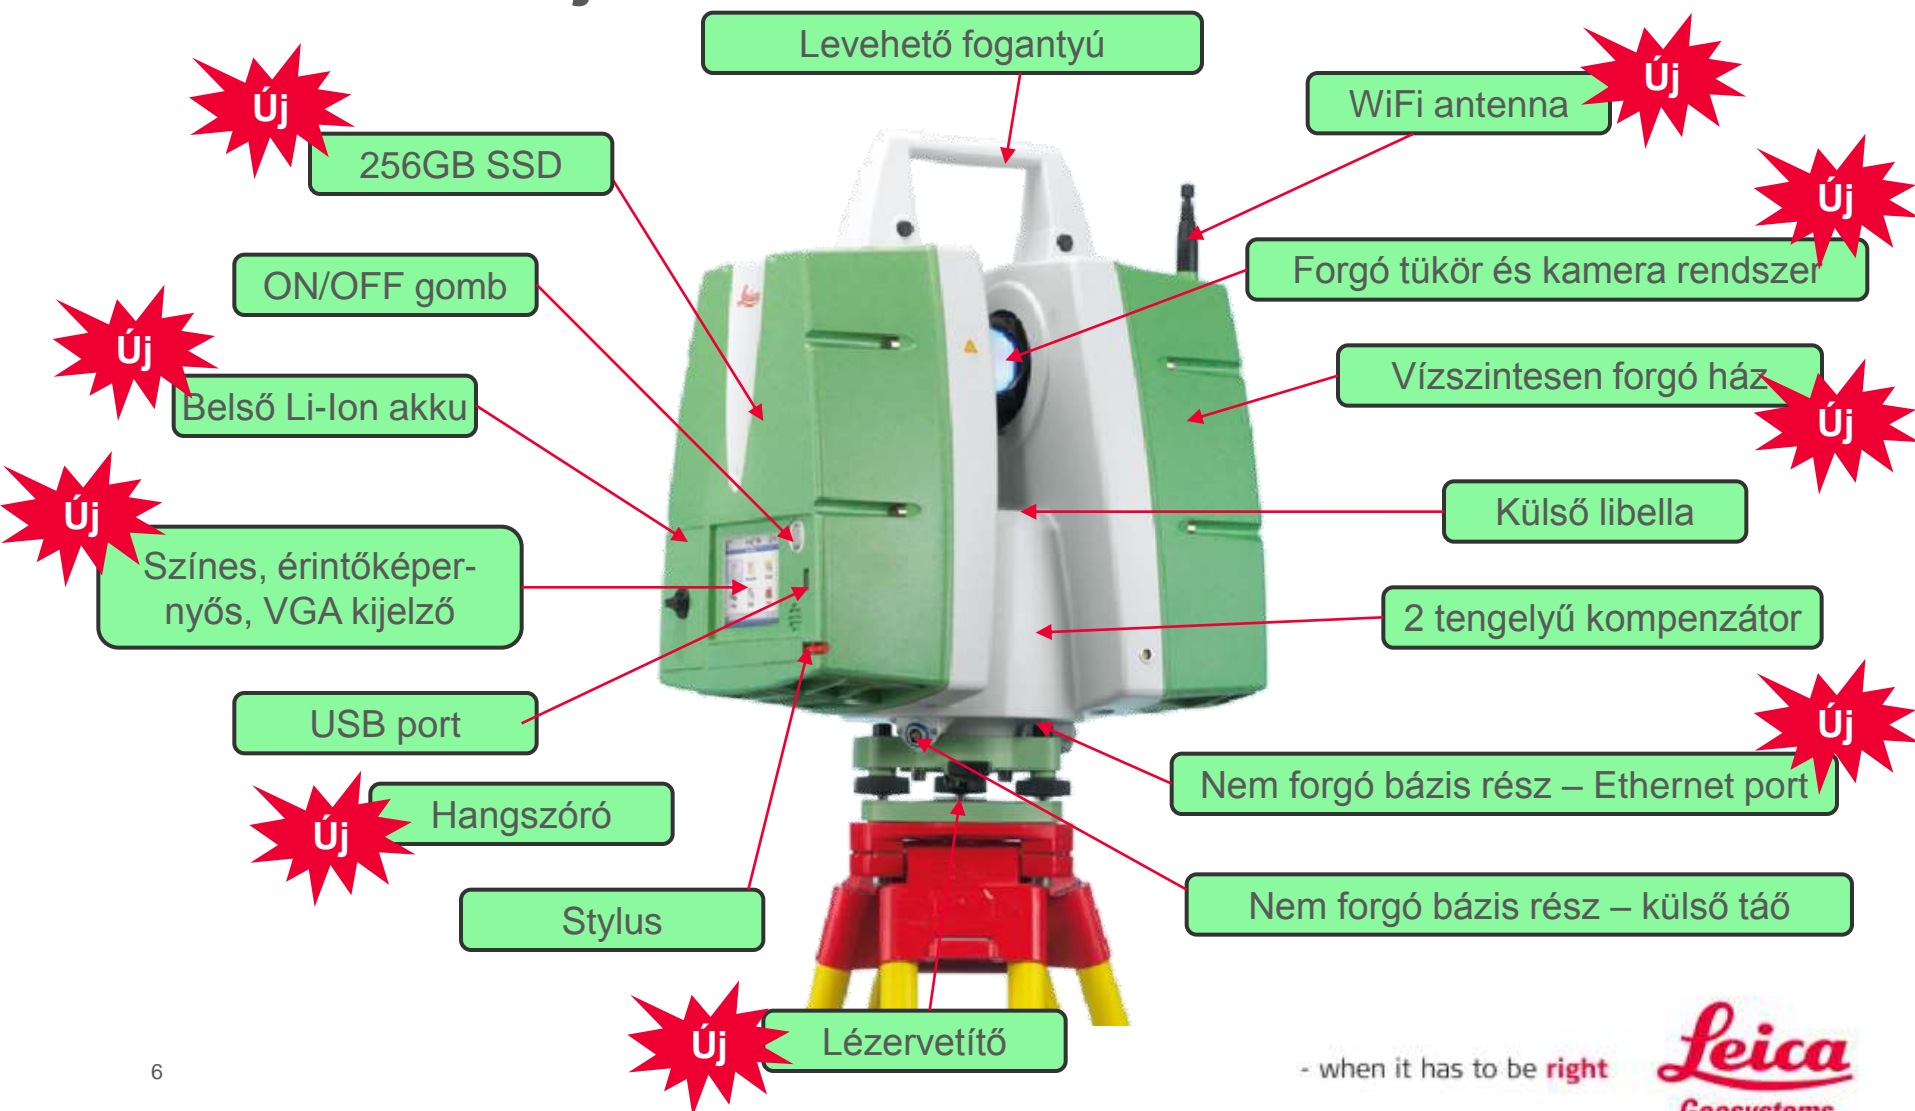 Levehető fogantyú
Új
WiFi antenna
Új
256GB SSD
Új
Forgó tükör és kamera rendszer
ON/OFF gomb
Leica
Új
Vízszintesen forgó ház
Új
Belső Li-Ion akku
Új
Külső libella
Színes, érintőképer-
nyős, VGA kijelző
2 tengelyű kompenzátor
USB port
Új
Nem forgó bázis rész – Ethernet port
Hangszóró
Új
Nem forgó bázis rész – külső táő
Stylus
Új
Lézervetítő
6
- when it has to be right
Leica
Geosystems